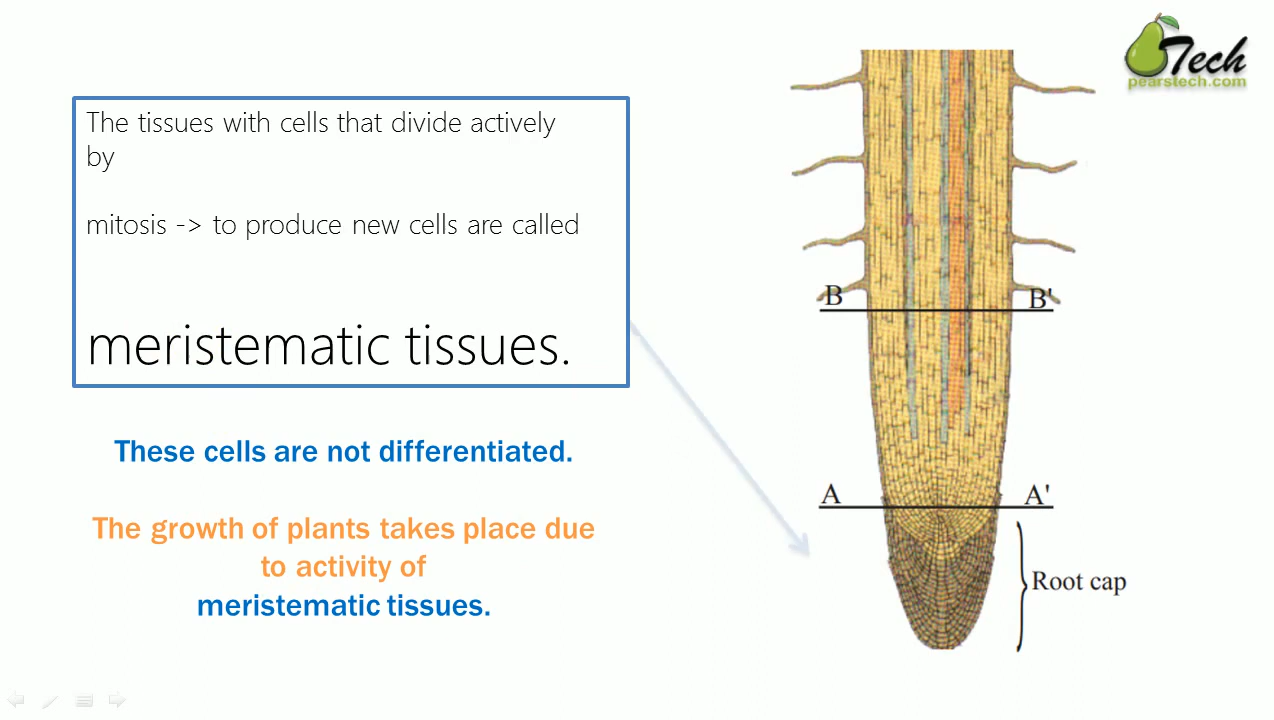 Tech
pearstech.com
The tissues with cells that divide actively
by
mitosis -> to produce new cells are called
meristematic tissues.
These cells are not differentiated.
The growth of plants takes place due
to activity of
meristematic tissues.
B B'
A A'
Root cap